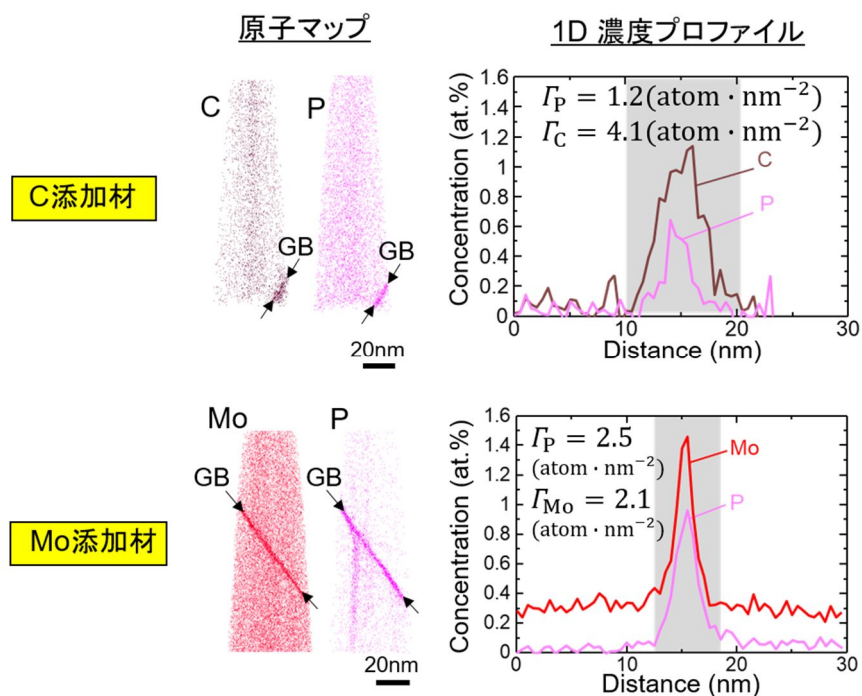 原子マップ
1D 濃度プロファイル
C添加材
C
P
GB
GB
20nm
Concentration (at.%)
1.6
1.4
1.2
1
0.8
0.6
0.4
0.2
0
Γ_P = 1.2(atom · nm⁻²)
Γ_C = 4.1(atom · nm⁻²)
C
P
0
10
20
30
Distance (nm)
Mo添加材
Mo
P
GB
20nm
Concentration (at.%)
1.6
1.4
1.2
1
0.8
0.6
0.4
0.2
0
Γ_P = 2.5
(atom · nm⁻²)
Γ_Mo = 2.1
(atom · nm⁻²)
Mo
P
0
10
20
30
Distance (nm)